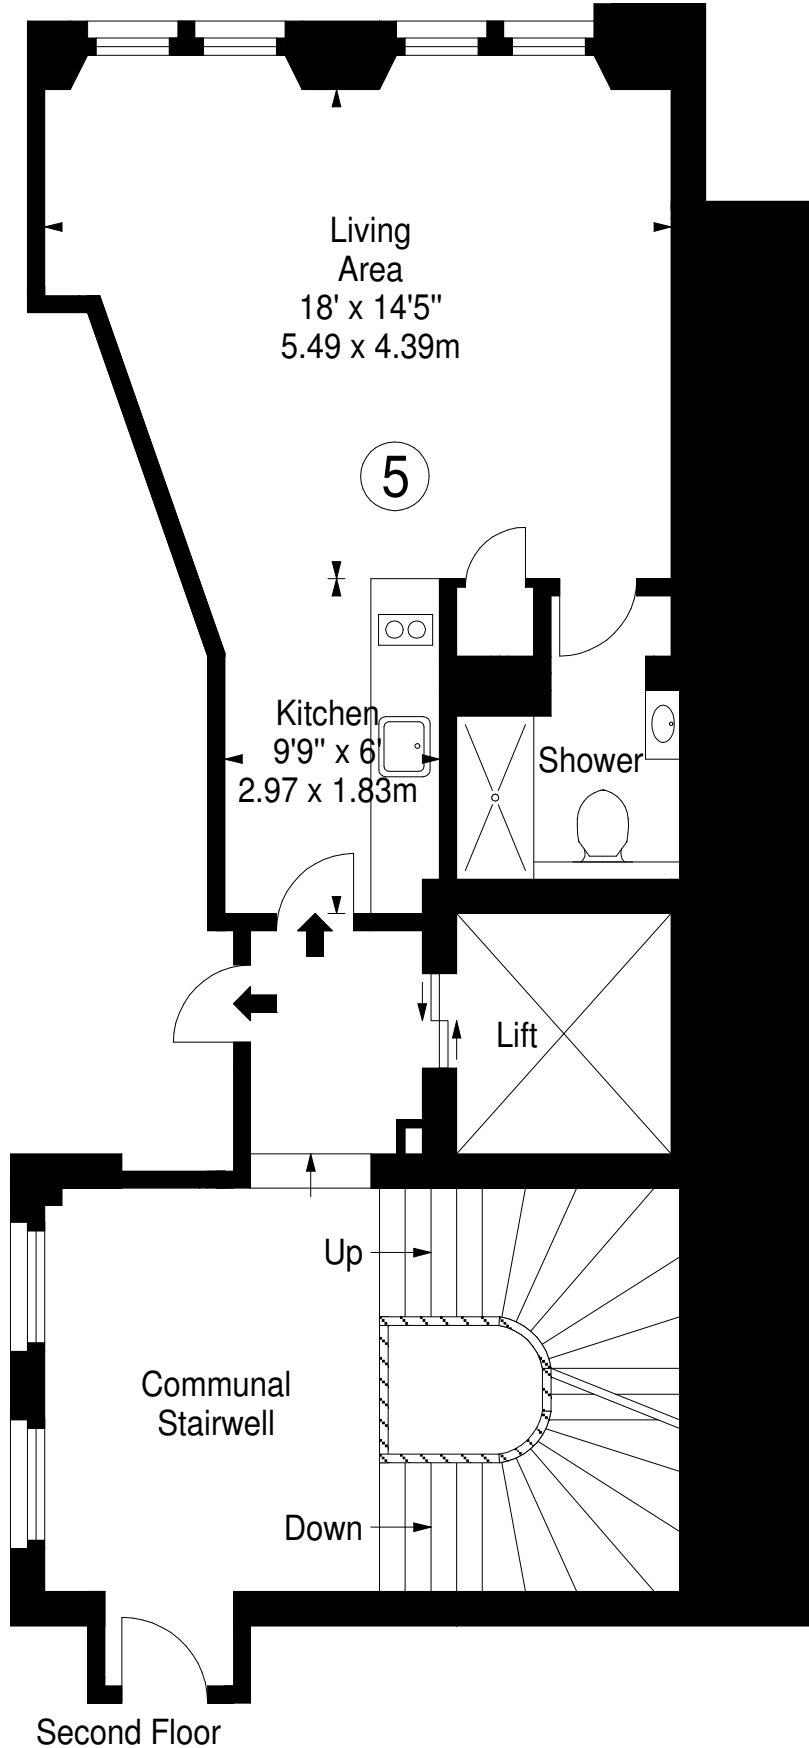 Living
Area
18' x 14'5"
5.49 x 4.39m
5
Kitchen
9'9" x 6'
2.97 x 1.83m
Shower
Lift
Up
Communal
Stairwell
Down
Second Floor